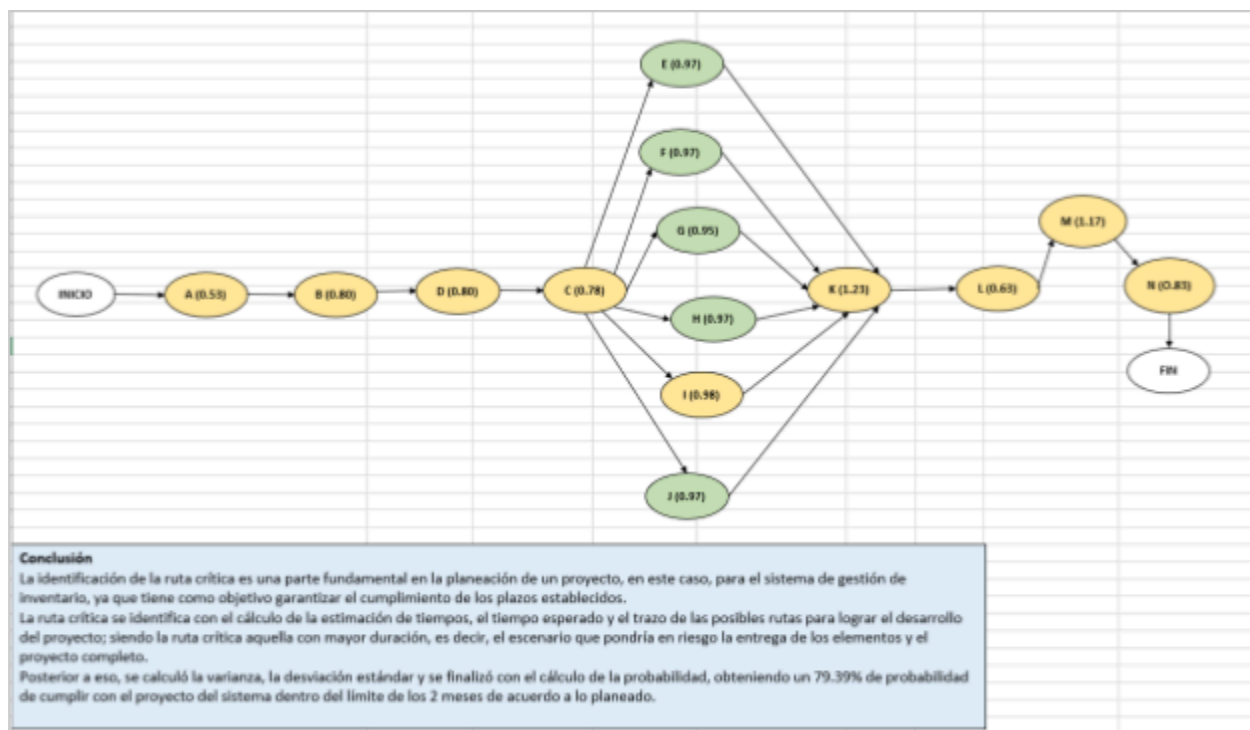 E (0.97)
F (0.97)
G (0.95)
M (1.17)
INICIO
A (0.53)
B (0.80)
D (0.80)
C (0.78)
K (1.23)
L (0.63)
N (O.83)
H (0.97)
FIN
I (0.98)
J (0.97)
Conclusión
La identificación de la ruta crítica es una parte fundamental en la planeación de un proyecto, en este caso, para el sistema de gestión de
inventario, ya que tiene como objetivo garantizar el cumplimiento de los plazos establecidos.
La ruta crítica se identifica con el cálculo de la estimación de tiempos, el tiempo esperado y el trazo de las posibles rutas para lograr el desarrollo
del proyecto; siendo la ruta crítica aquella con mayor duración, es decir, el escenario que pondría en riesgo la entrega de los elementos y el
proyecto completo.
Posterior a eso, se calculó la varianza, la desviación estándar y se finalizó con el cálculo de la probabilidad, obteniendo un 79.39% de probabilidad
de cumplir con el proyecto del sistema dentro del límite de los 2 meses de acuerdo a lo planeado.